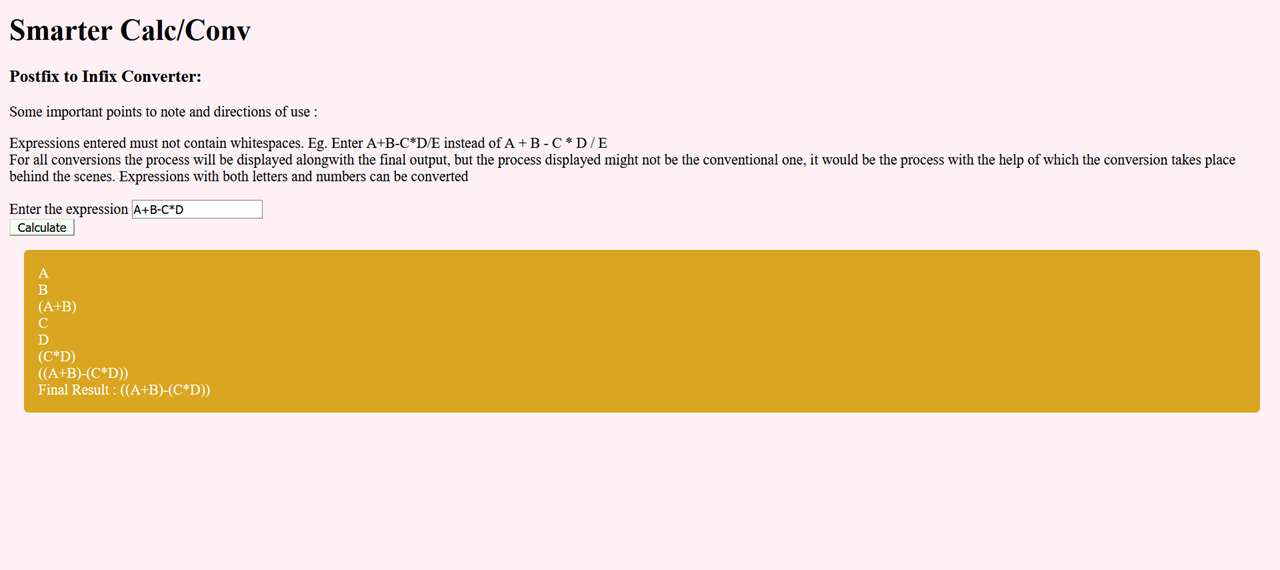 Smarter Calc/Conv
Postfix to Infix Converter:
Some important points to note and directions of use :
Expressions entered must not contain whitespaces. Eg. Enter A+B-C*D/E instead of A + B - C * D / E
For all conversions the process will be displayed alongwith the final output, but the process displayed might not be the conventional one, it would be the process with the help of which the conversion takes place
behind the scenes. Expressions with both letters and numbers can be converted
Enter the expression A+B-C*D
Calculate
A
B
(A+B)
C
D
(C*D)
((A+B)-(C*D))
Final Result : ((A+B)-(C*D))